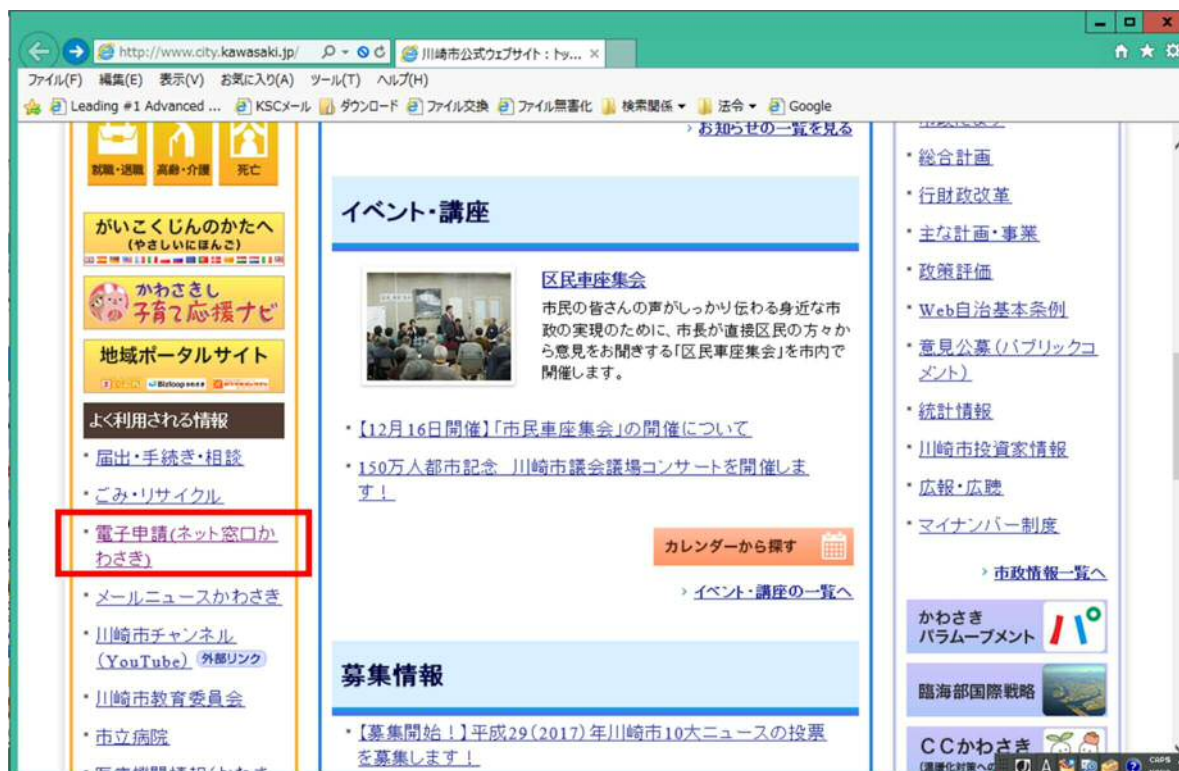 http://www.city.kawasaki.jp/
川崎市公式ウェブサイト：トッ...
ファイル(F) 編集(E) 表示(V) お気に入り(A) ツール(T) ヘルプ(H)
Leading #1 Advanced ... KSCメール ダウンロード ファイル交換 ファイル無害化 検索関係 法令 Google
就職・退職 高齢・介護 死亡
がいこくじんのかたへ
(やさしいにほんご)
かわさきし
子育て応援ナビ
地域ポータルサイト
よく利用される情報
届出・手続き・相談
ごみ・リサイクル
電子申請(ネット窓口か
わさき)
メールニュースかわさき
川崎市チャンネル
(YouTube) 外部リンク
川崎市教育委員会
市立病院
お知らせの一覧を見る
イベント・講座
区民車座集会
市民の皆さんの声がしっかり伝わる身近な市
政の実現のために、市長が直接区民の方々か
ら意見をお聞きする「区民車座集会」を市内で
開催します。
【12月16日開催】「市民車座集会」の開催について
150万人都市記念 川崎市議会議場コンサートを開催しま
す！
カレンダーから探す
イベント・講座の一覧へ
募集情報
【募集開始！】平成29(2017)年川崎市10大ニュースの投票
を募集します！
総合計画
行財政改革
主な計画・事業
政策評価
Web自治基本条例
意見公募(パブリックコ
メント)
統計情報
川崎市投資家情報
広報・広聴
マイナンバー制度
市政情報一覧へ
かわさき
パラムーブメント
臨海部国際戦略
CCかわさき
CAPS